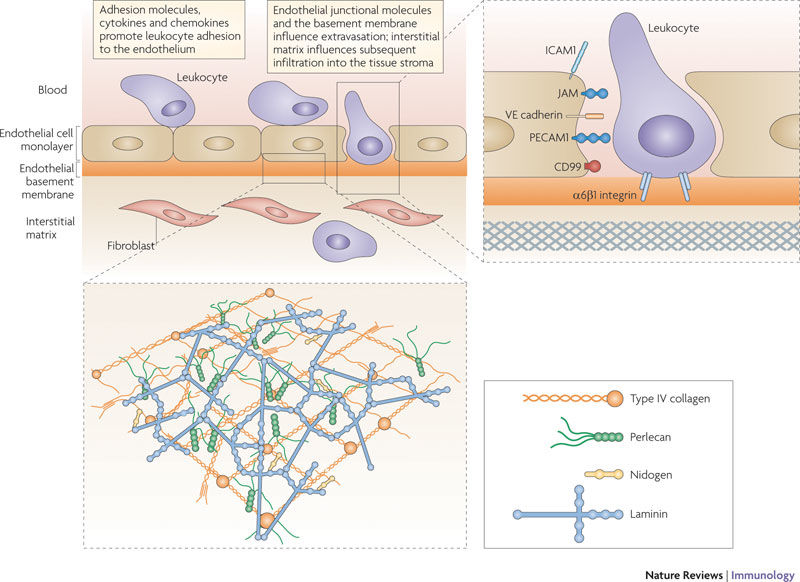 Adhesion molecules,
cytokines and chemokines
promote leukocyte adhesion
to the endothelium
Endothelial junctional molecules
and the basement membrane
influence extravasation; interstitial
matrix influences subsequent
infiltration into the tissue stroma
Blood
Leukocyte
Endothelial cell
monolayer
Endothelial
basement
membrane
Interstitial
matrix
Fibroblast
Leukocyte
ICAM1
JAM
VE cadherin
PECAM1
CD99
α6β1 integrin
Type IV collagen
Perlecan
Nidogen
Laminin
Nature Reviews | Immunology